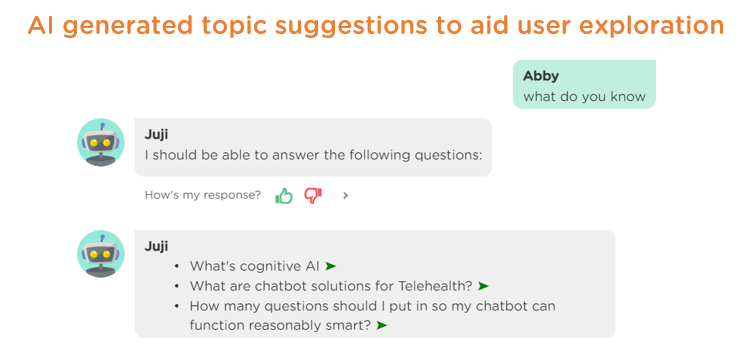 AI generated topic suggestions to aid user exploration
Abby
what do you know
Juji
I should be able to answer the following questions:
How's my response?
Juji
• What's cognitive AI ➤
• What are chatbot solutions for Telehealth? ➤
• How many questions should I put in so my chatbot can
function reasonably smart? ➤